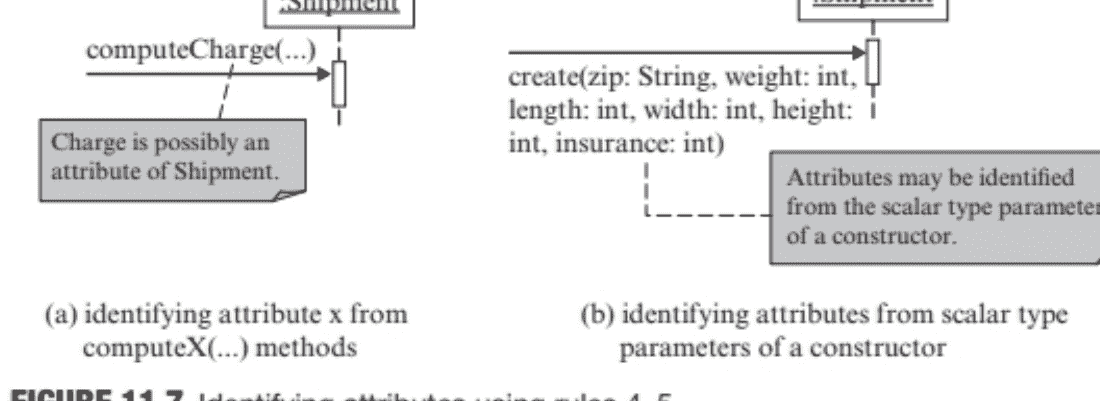 :Shipment
computeCharge(...)
Charge is possibly an
attribute of Shipment.
(a) identifying attribute x from
computeX(...) methods
create(zip: String, weight: int,
length: int, width: int, height:
int, insurance: int)
Attributes may be identified
from the scalar type parameter
of a constructor.
(b) identifying attributes from scalar type
parameters of a constructor
FIGURE 11.7 Identifying attributes using rules 4–5